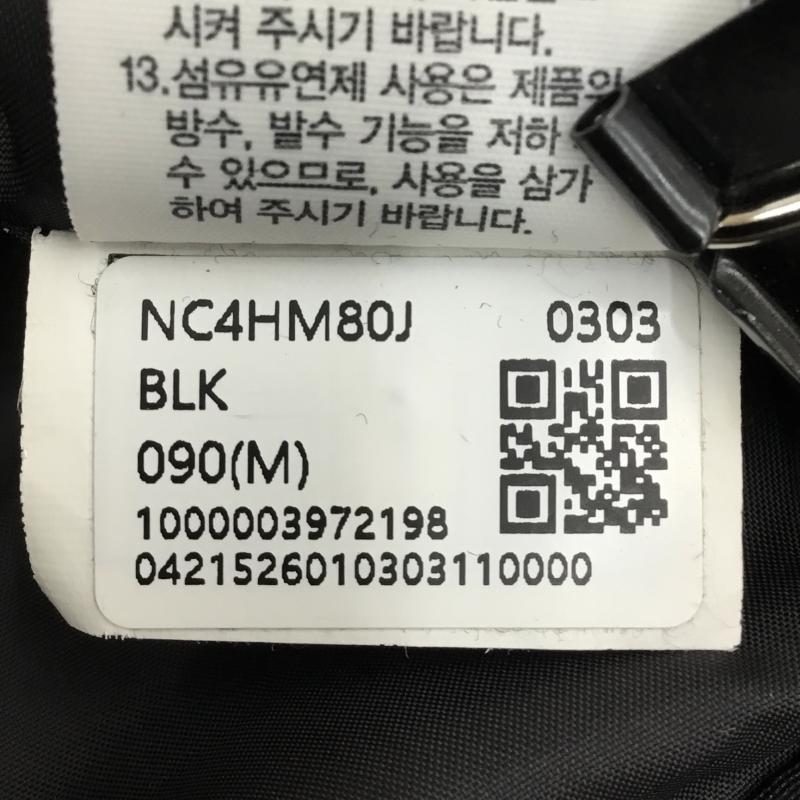 시켜 주시기 바랍니다.
13.섬유유연제 사용은 제품의
방수, 발수 기능을 저하
수 있으므로, 사용을 삼가
하여 주시기 바랍니다.
NC4HM80J 0303
BLK
090(M)
1000003972198
0421526010303110000